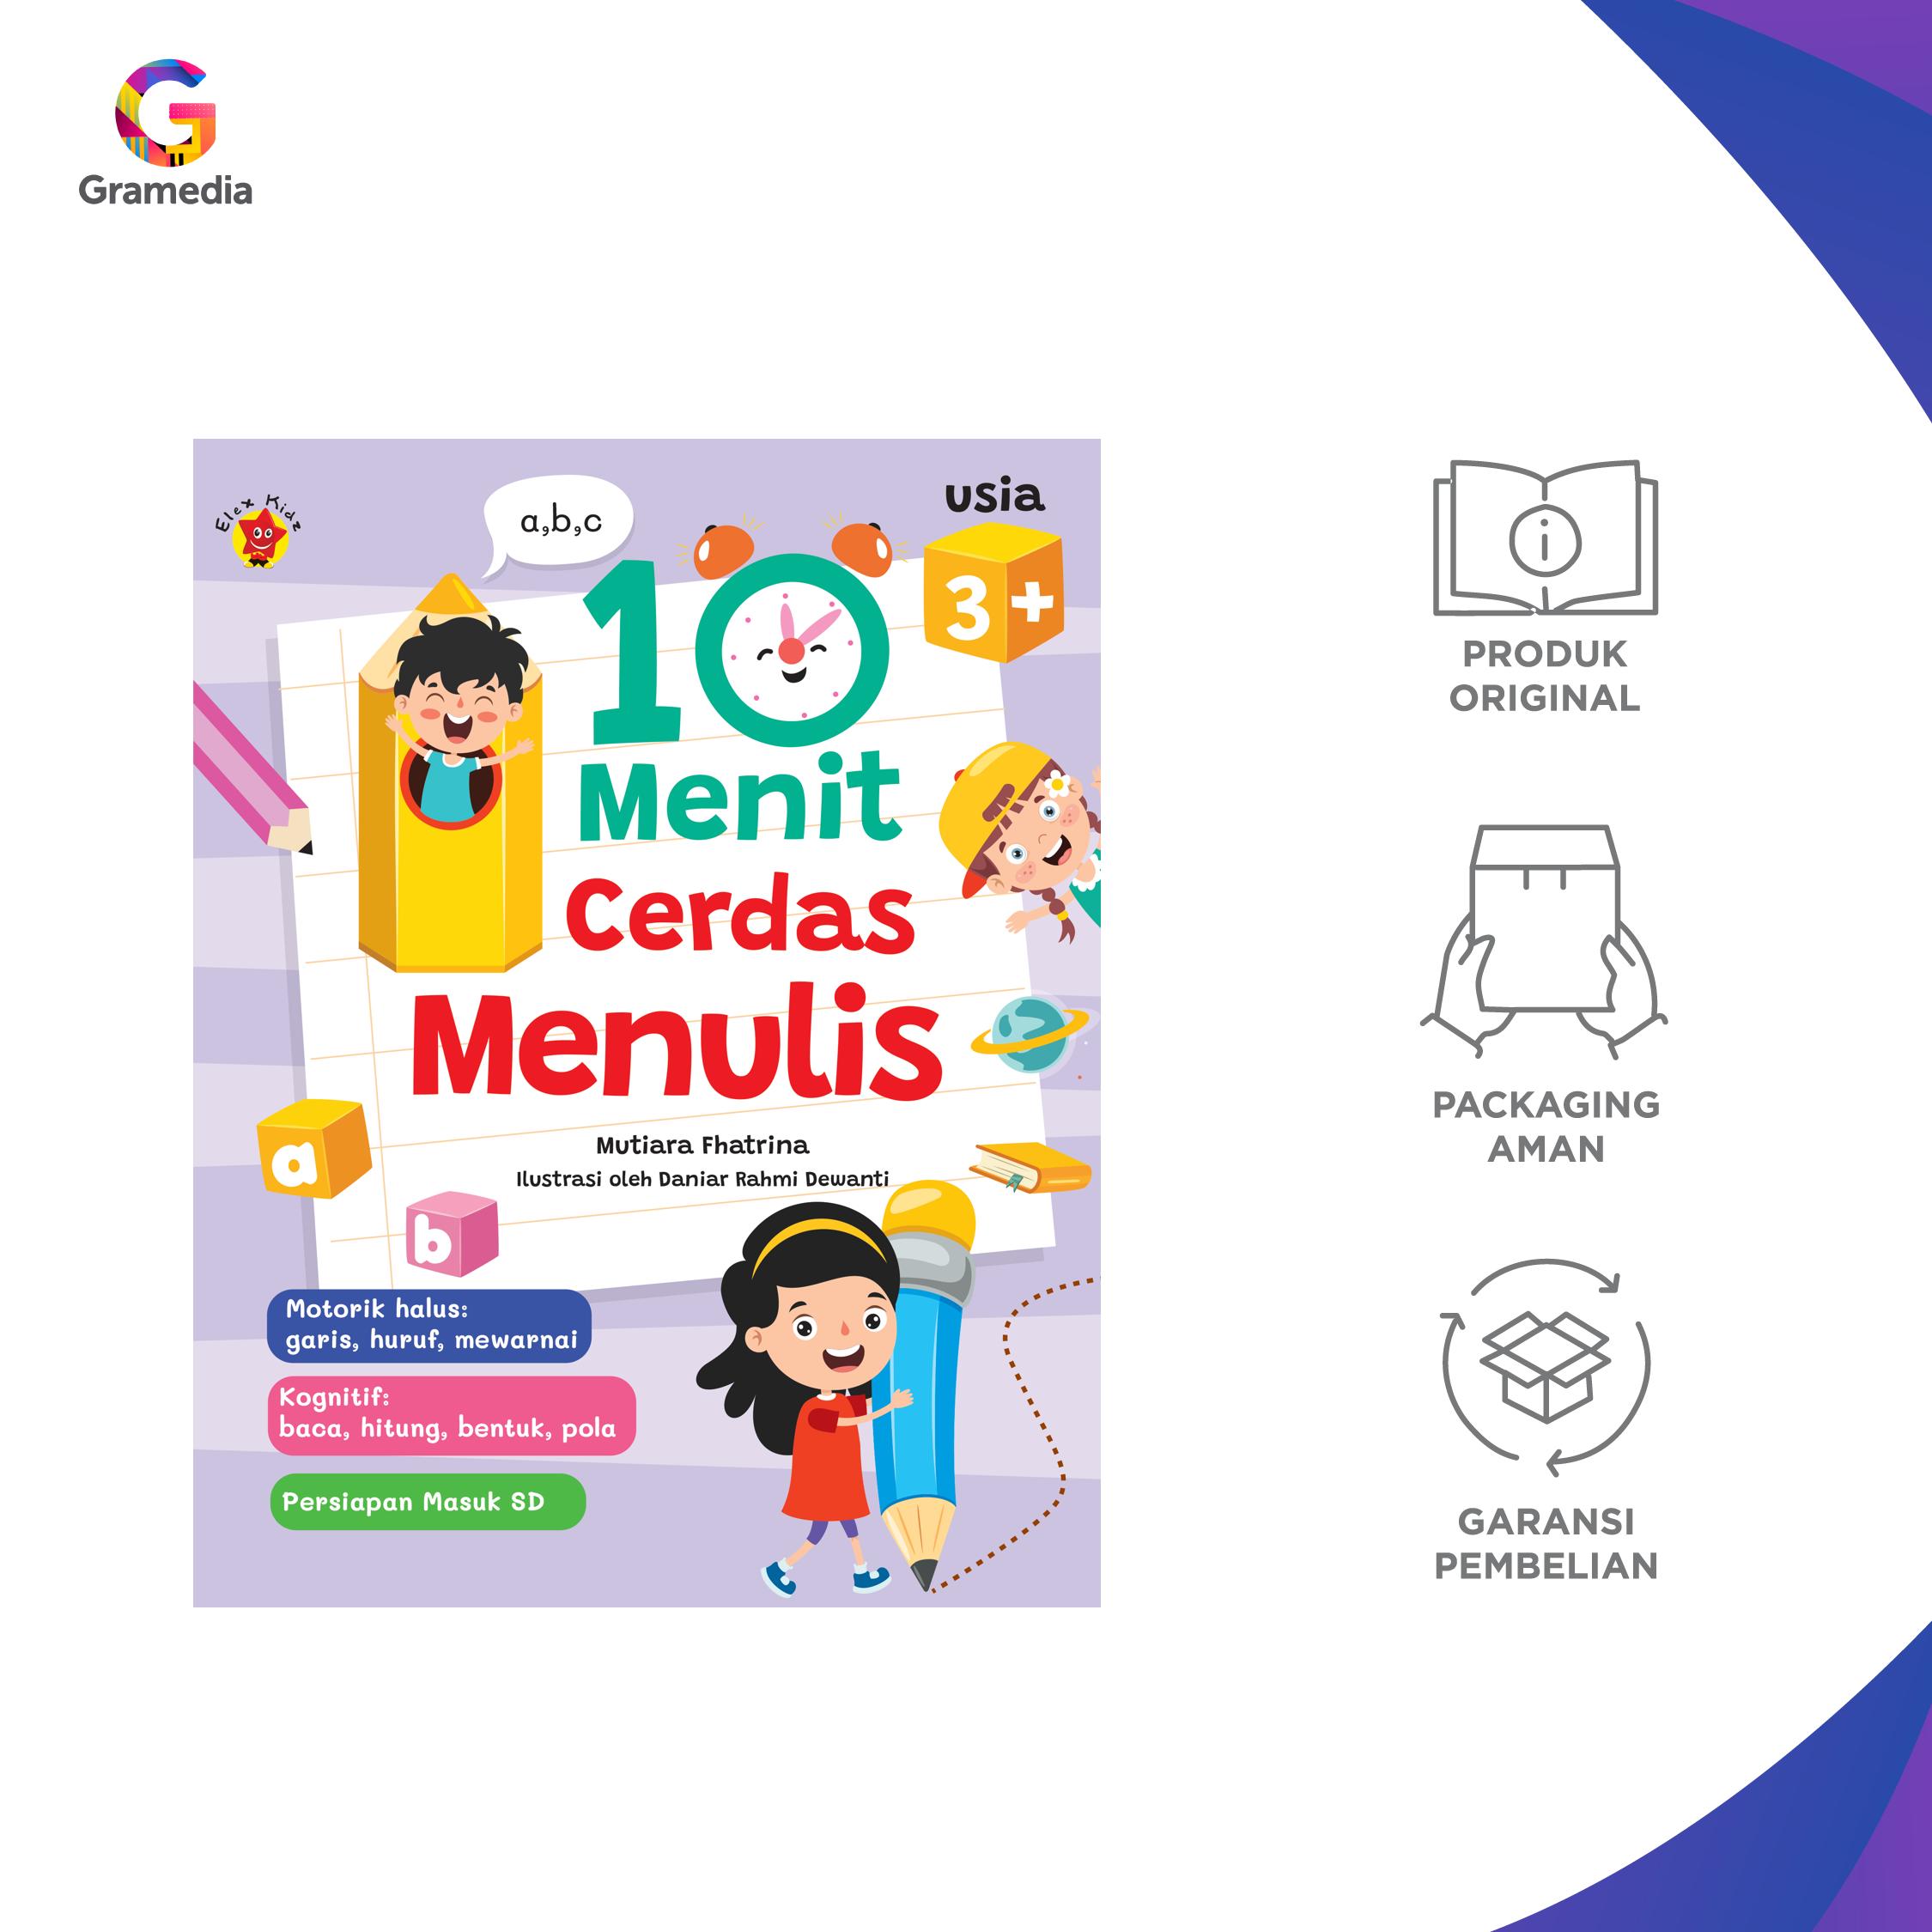 Gramedia
Elex Kidz
a,b,c
usia
3+
10
Menit
Cerdas
Menulis
Mutiara Fhatrina
Ilustrasi oleh Daniar Rahmi Dewanti
a
b
Motorik halus:
garis, huruf, mewarnai
Kognitif:
baca, hitung, bentuk, pola
Persiapan Masuk SD
PRODUK
ORIGINAL
PACKAGING
AMAN
GARANSI
PEMBELIAN